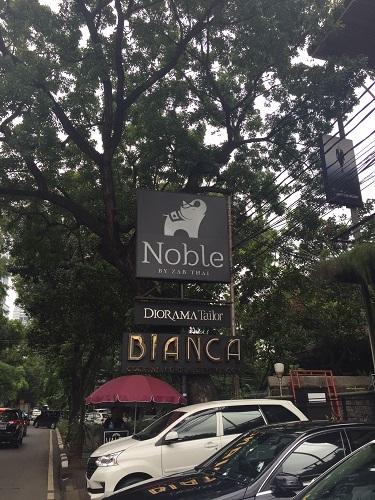 Noble
BY ZAB THAI
DIORAMA Tailor
BIANCA